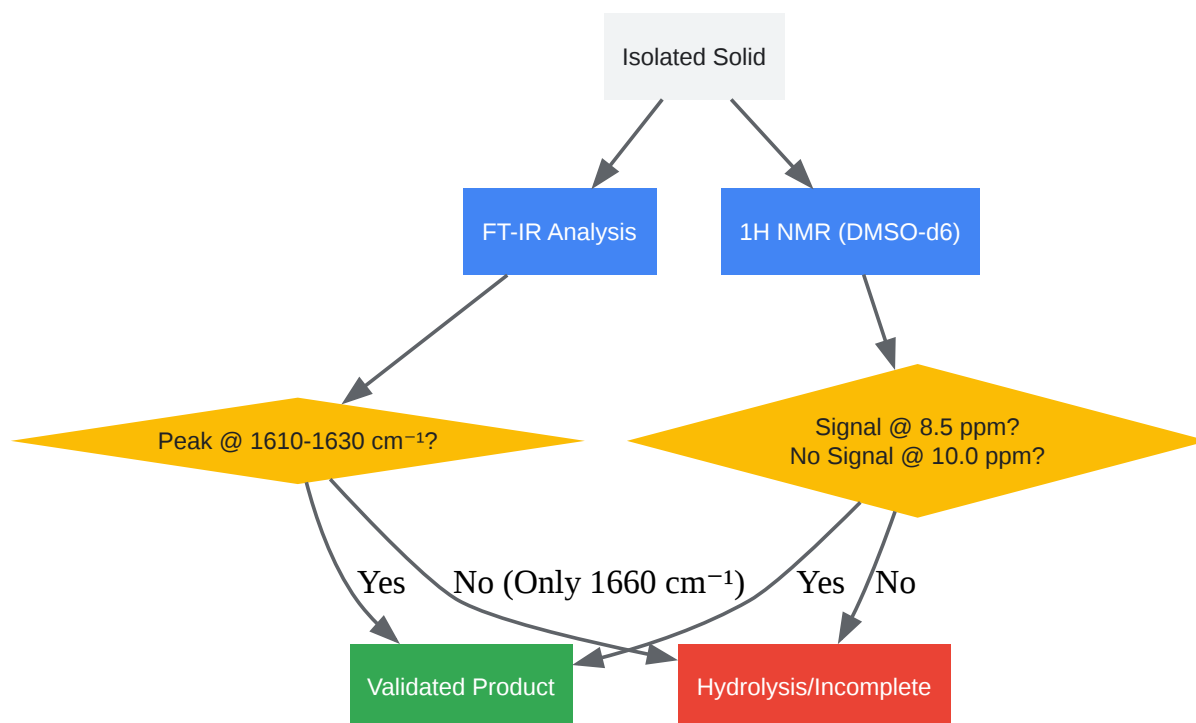 Isolated Solid
FT-IR Analysis
1H NMR (DMSO-d6)
Peak @ 1610-1630 cm⁻¹?
Signal @ 8.5 ppm?
No Signal @ 10.0 ppm?
Yes
No (Only 1660 cm⁻¹)
Yes
No
Validated Product
Hydrolysis/Incomplete